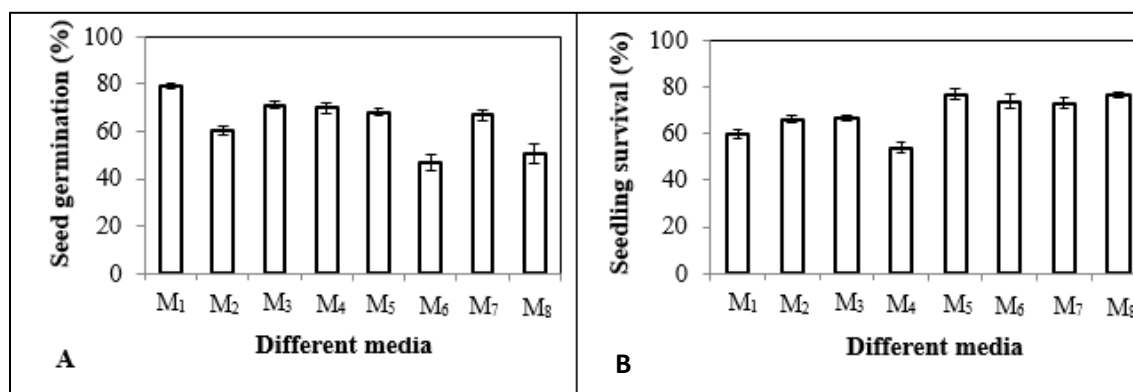 Seed germination (%)
100
80
60
40
20
0
M₁ M₂ M₃ M₄ M₅ M₆ M₇ M₈
Different media
A
Seedling survival (%)
100
80
60
40
20
0
M₁ M₂ M₃ M₄ M₅ M₆ M₇ M₈
Different media
B